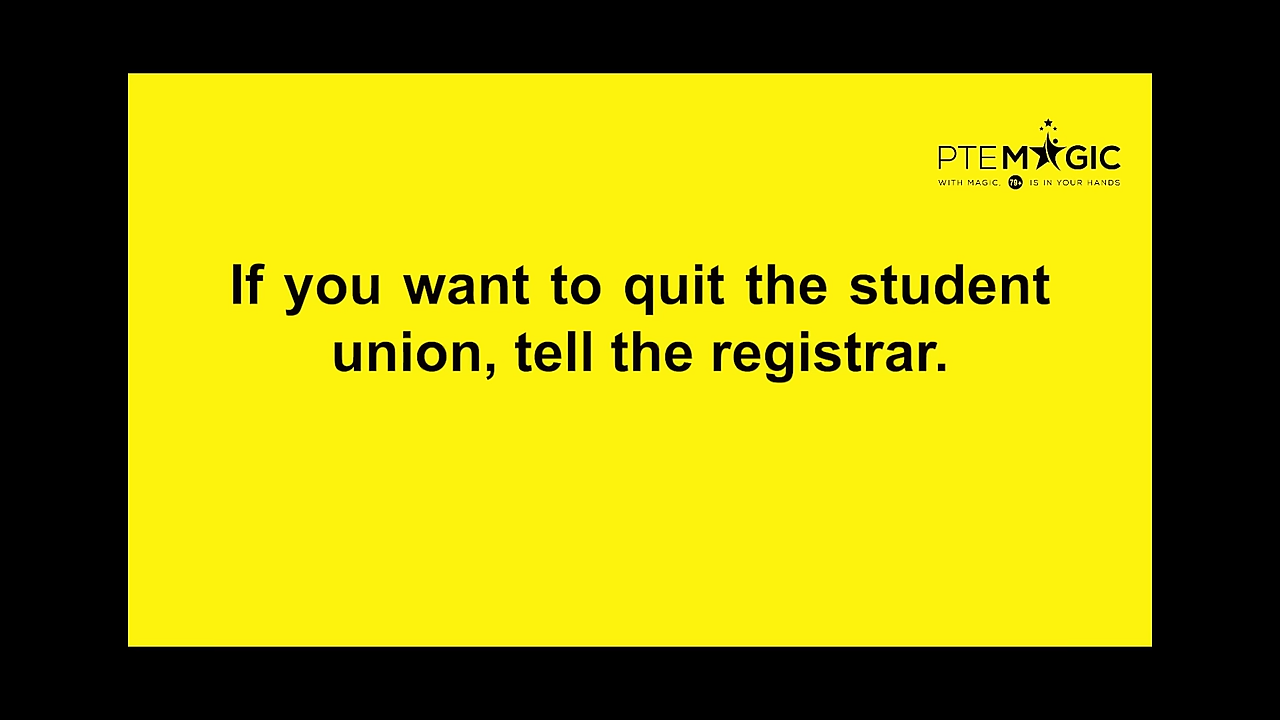 PTEMAGIC
WITH MAGIC, 79+ IS IN YOUR HANDS
If you want to quit the student
union, tell the registrar.